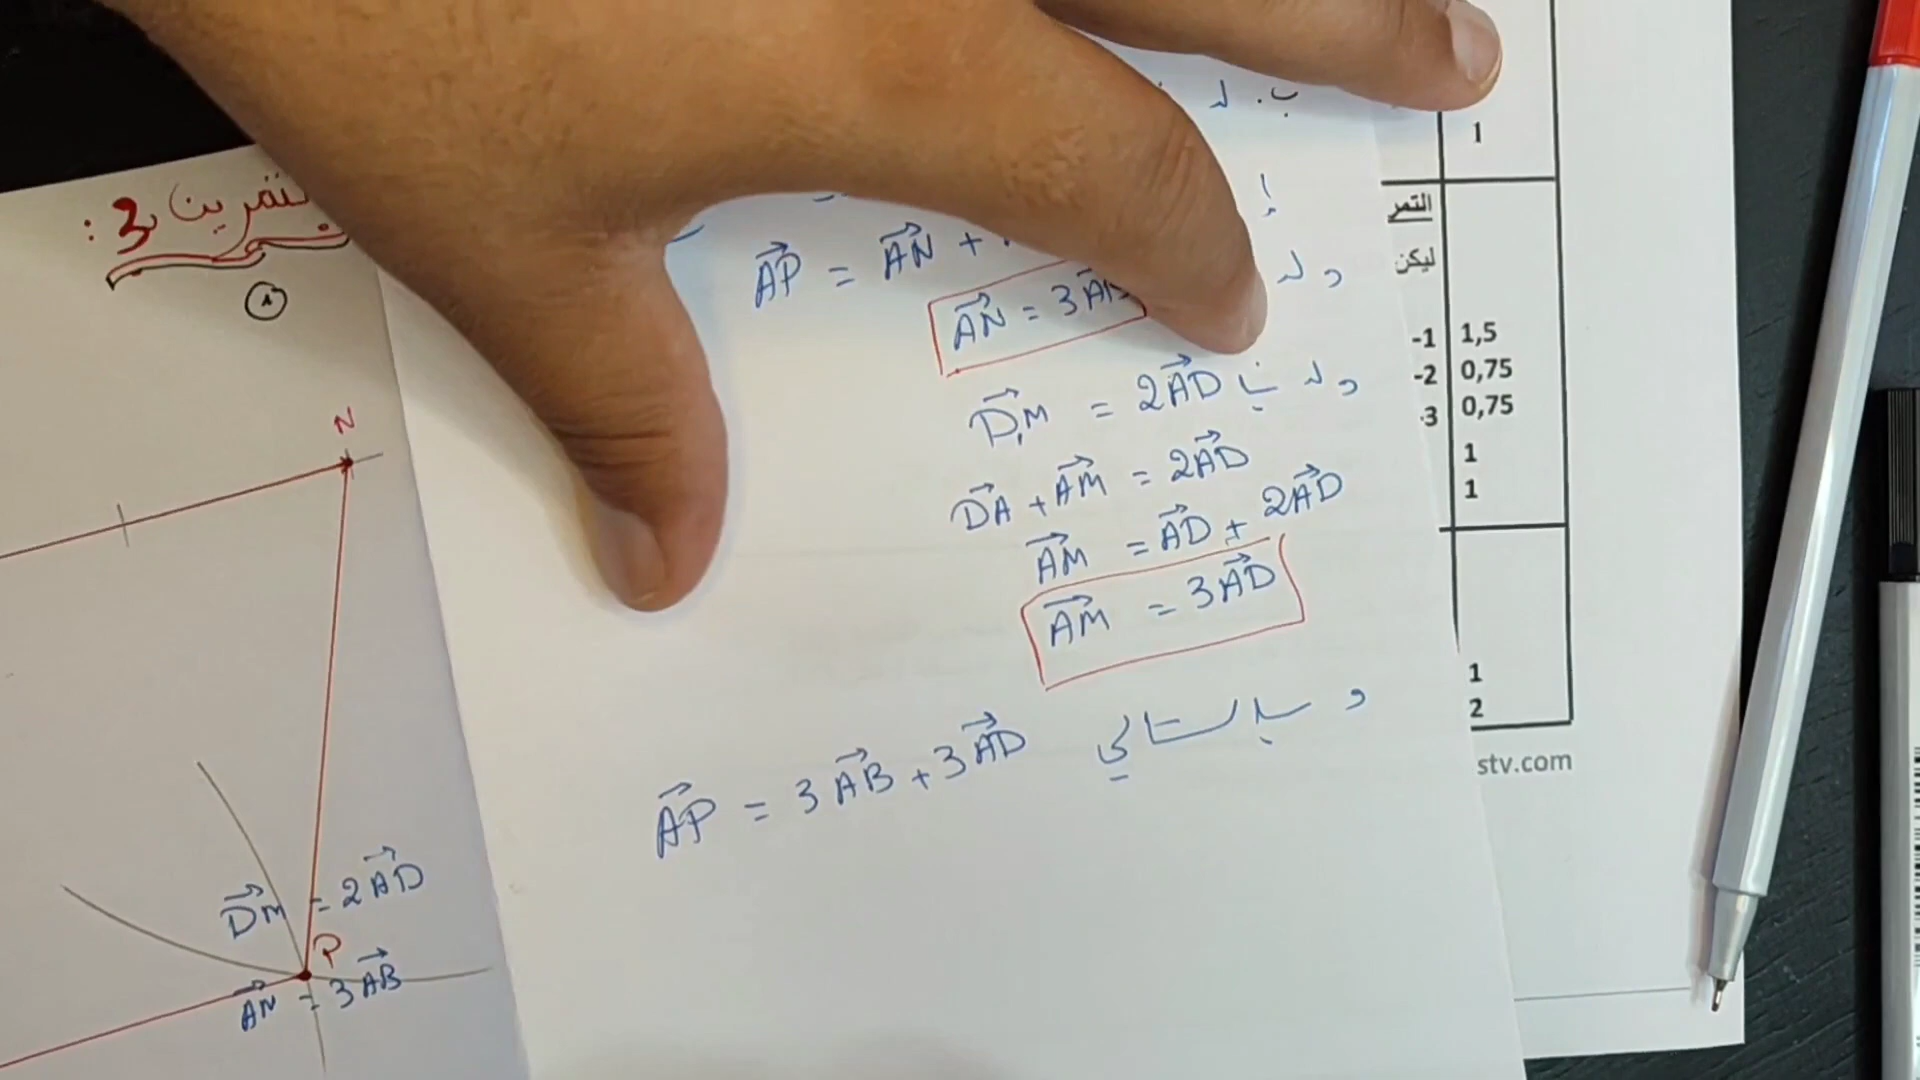 التمرين 3 :
1
N
DM = 2AD
P
AN = 3AB
AP = AN +
AN = 3AB
DM = 2AD
DA + AM = 2AD
AM = AD + 2AD
AM = 3AD
و بالتالي AP = 3AB + 3AD
1
التمر
ليكن
-1 1,5
-2 0,75
3 0,75
1
1
1
2
stv.com